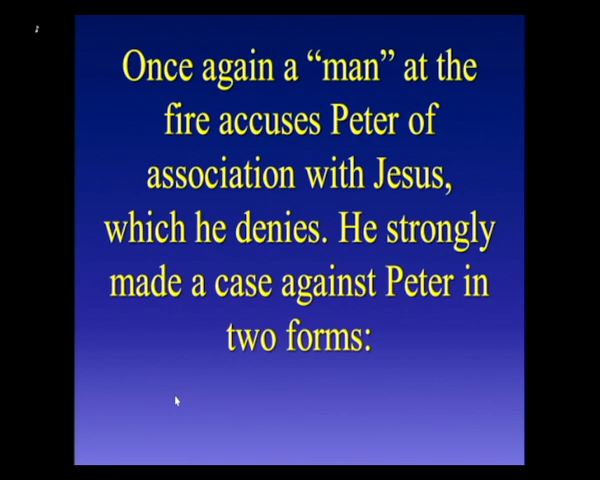 Once again a “man” at the
fire accuses Peter of
association with Jesus,
which he denies. He strongly
made a case against Peter in
two forms: